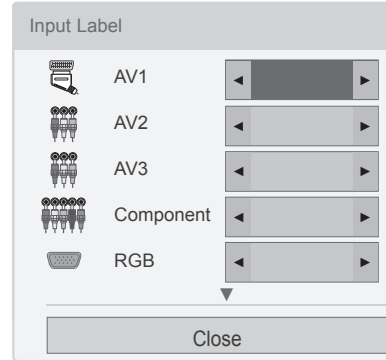 Input Label
AV1
AV2
AV3
Component
RGB
Close